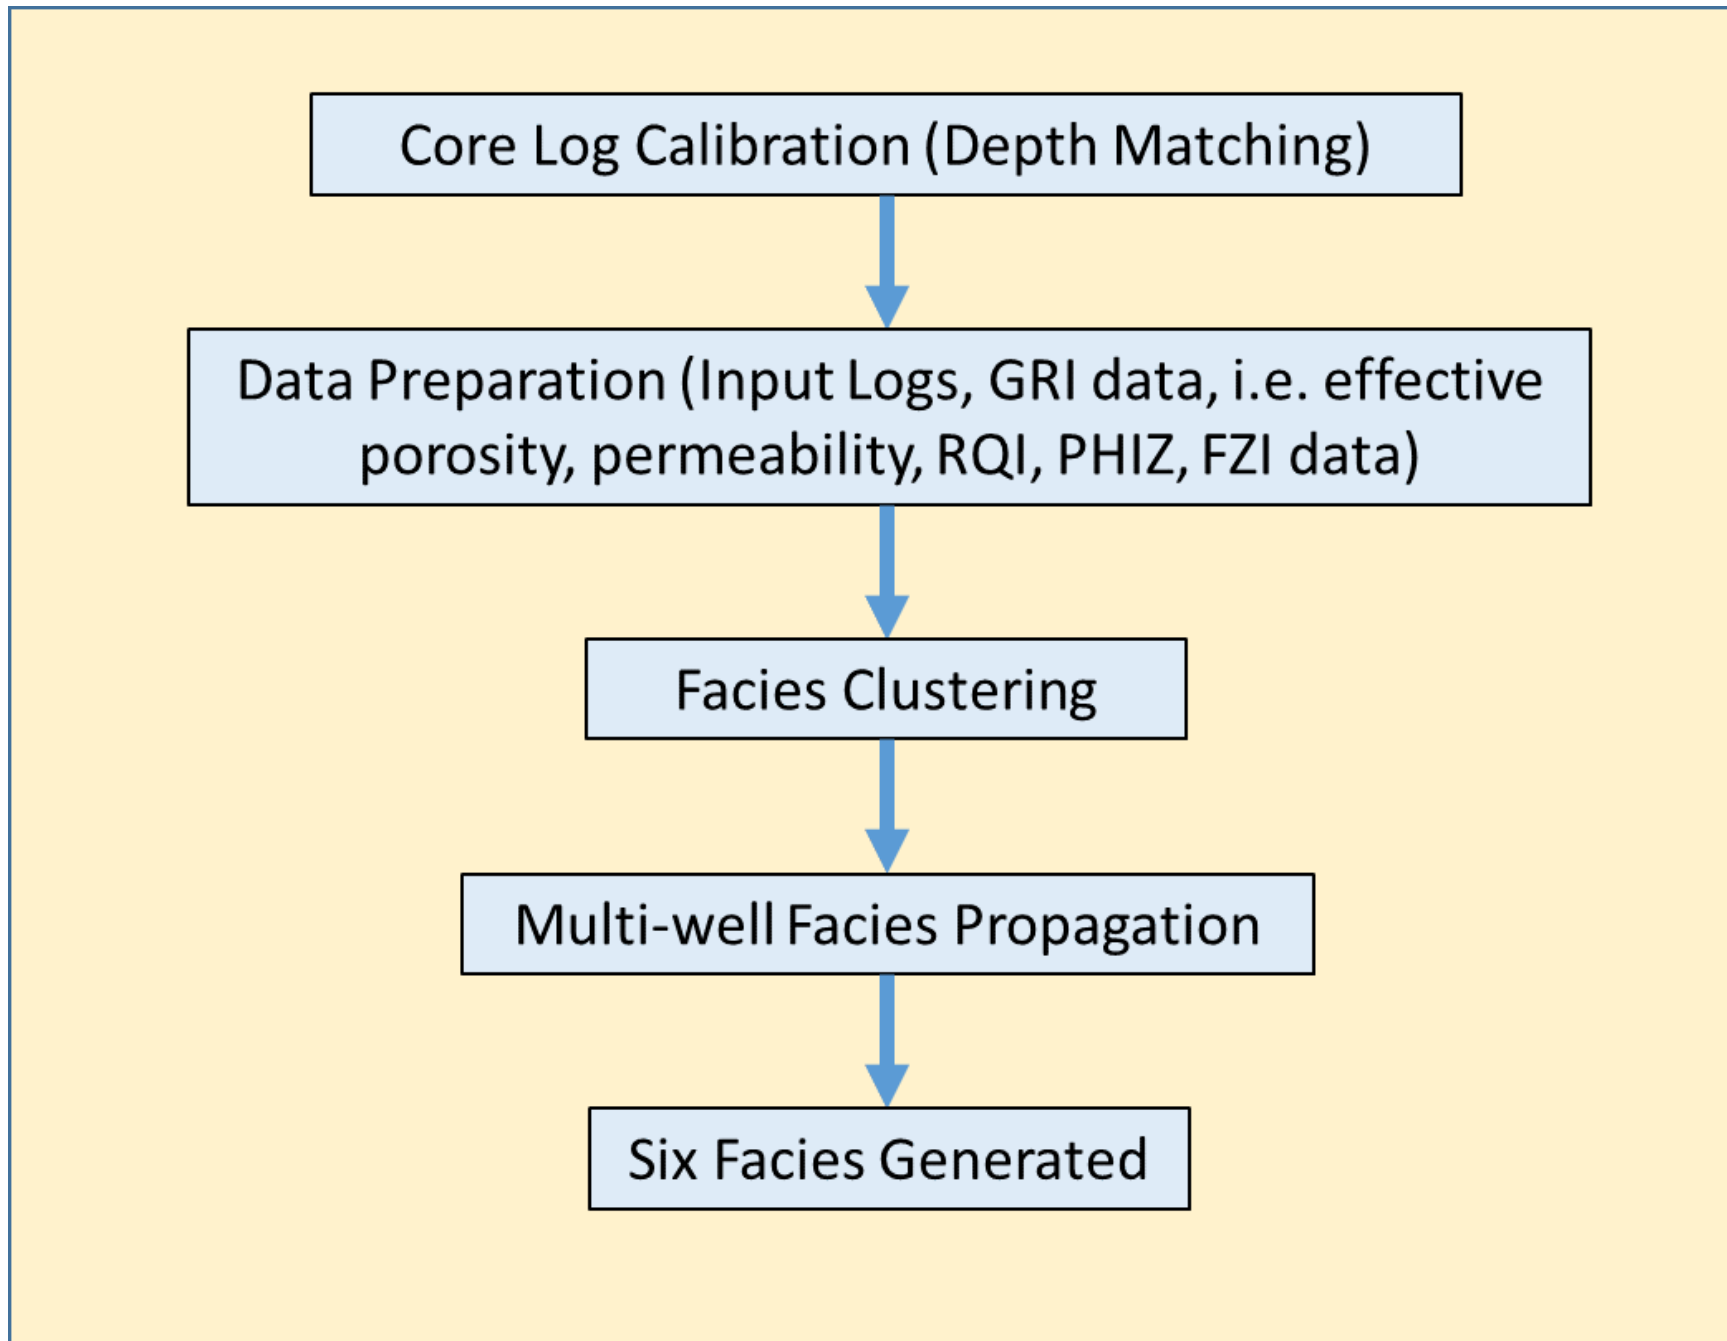 Core Log Calibration (Depth Matching)
Data Preparation (Input Logs, GRI data, i.e. effective
porosity, permeability, RQI, PHIZ, FZI data)
Facies Clustering
Multi-well Facies Propagation
Six Facies Generated